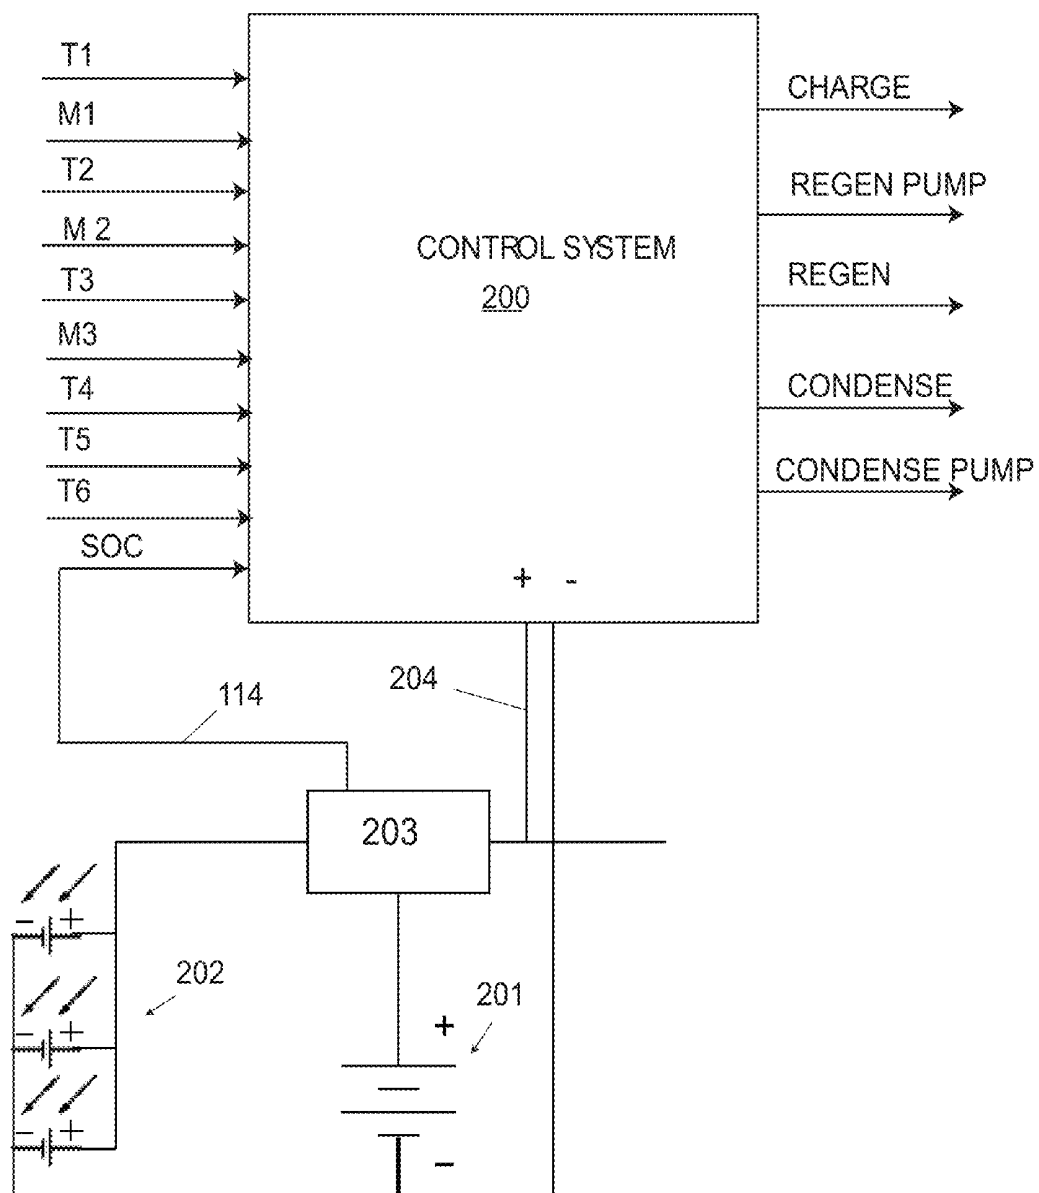 T1
M1
T2
M 2
T3
M3
T4
T5
T6
SOC
CONTROL SYSTEM
200
+ -
CHARGE
REGEN PUMP
REGEN
CONDENSE
CONDENSE PUMP
204
114
203
- +
- +
- +
202
201
+
-